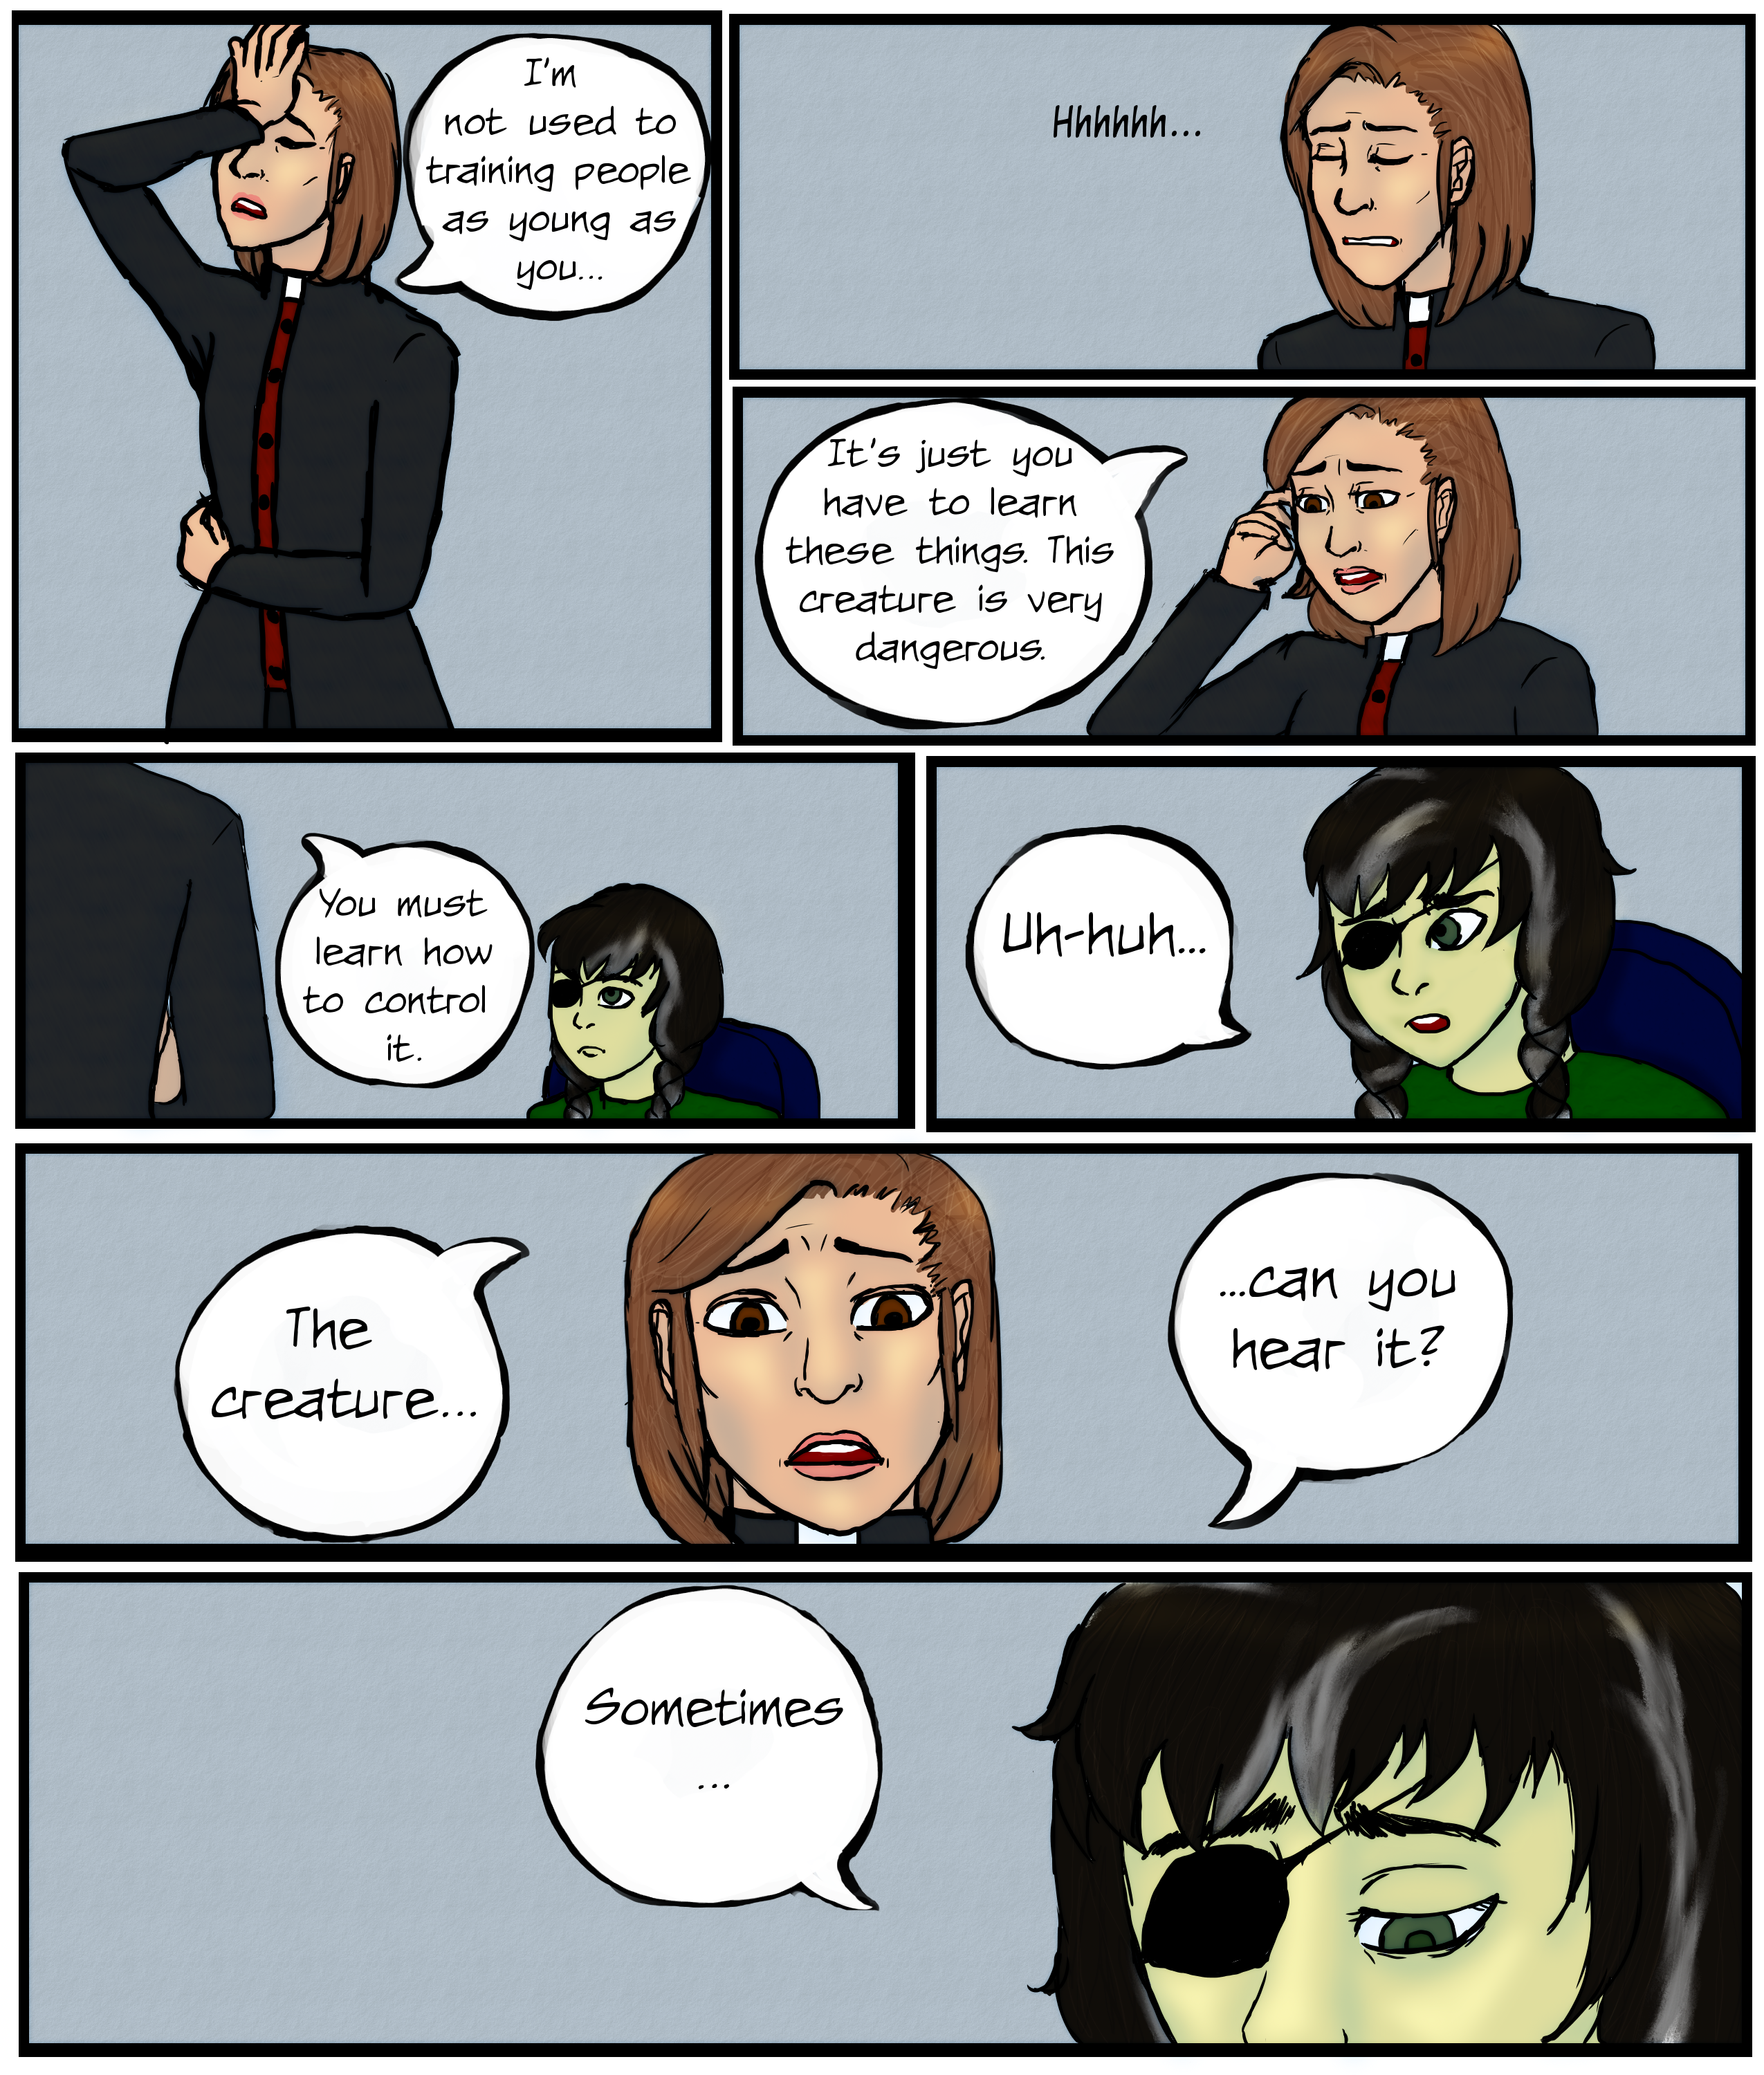 I'm
not used to
training people
as young as
you...
Hhhhhh...
It's just you
have to learn
these things. This
creature is very
dangerous.
You must
learn how
to control
it.
Uh-huh...
The
creature...
...can you
hear it?
Sometimes
...